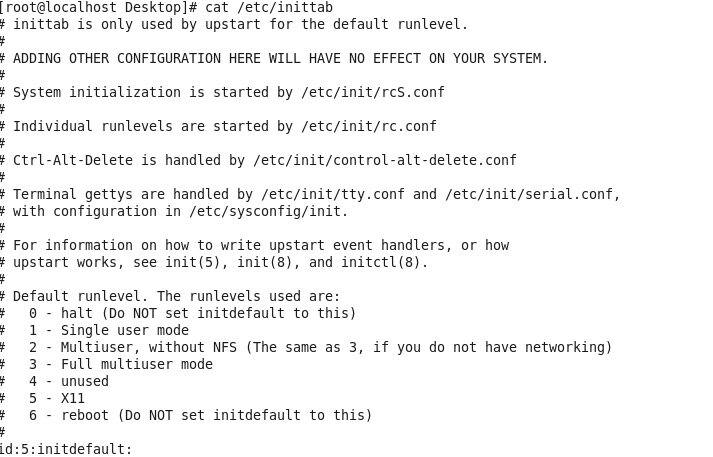 [root@localhost Desktop]# cat /etc/inittab
# inittab is only used by upstart for the default runlevel.
#
# ADDING OTHER CONFIGURATION HERE WILL HAVE NO EFFECT ON YOUR SYSTEM.
#
# System initialization is started by /etc/init/rcS.conf
#
# Individual runlevels are started by /etc/init/rc.conf
#
# Ctrl-Alt-Delete is handled by /etc/init/control-alt-delete.conf
#
# Terminal gettys are handled by /etc/init/tty.conf and /etc/init/serial.conf,
# with configuration in /etc/sysconfig/init.
#
# For information on how to write upstart event handlers, or how
# upstart works, see init(5), init(8), and initctl(8).
#
# Default runlevel. The runlevels used are:
#   0 - halt (Do NOT set initdefault to this)
#   1 - Single user mode
#   2 - Multiuser, without NFS (The same as 3, if you do not have networking)
#   3 - Full multiuser mode
#   4 - unused
#   5 - X11
#   6 - reboot (Do NOT set initdefault to this)
#
id:5:initdefault: